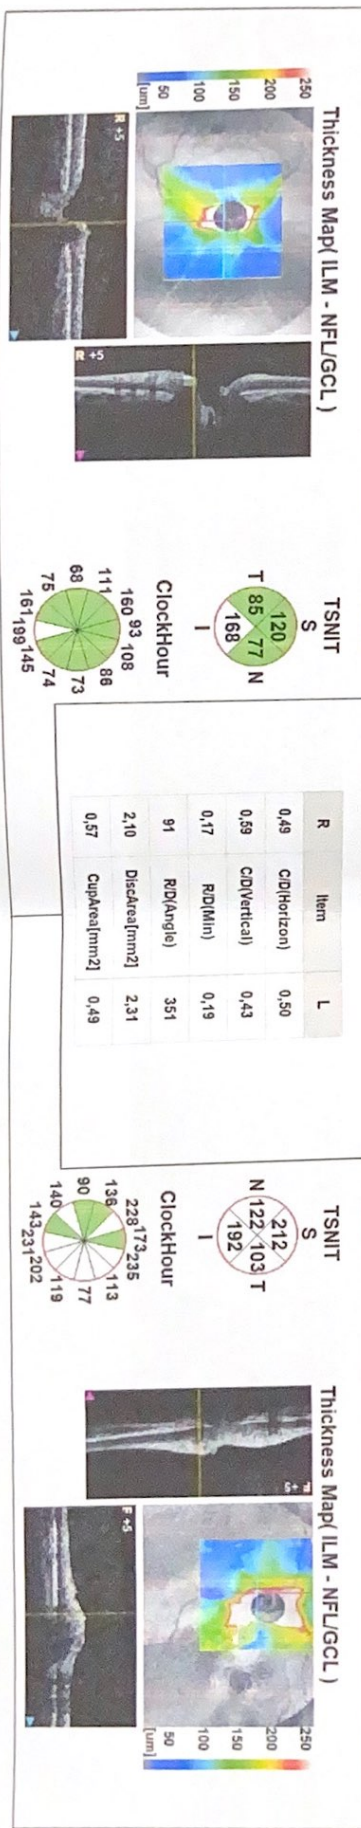 Thickness Map( ILM - NFL/GCL )
250
200
150
100
50
[um]
R +5
R +5
TSNIT
S
120
T 85 77 N
168
I
ClockHour
93
160 108
111 86
68 73
75 74
161 145
199
R Item L
0,49 C/D(Horizon) 0,50
0,59 C/D(Vertical) 0,43
0,17 R/D(Min) 0,19
91 R/D(Angle) 351
2,10 DiscArea[mm2] 2,31
0,57 CupArea[mm2] 0,49
TSNIT
S
212
N 122 103 T
192
I
ClockHour
173
228 235
136 113
90 77
140 119
143 202
231
Thickness Map( ILM - NFL/GCL )
250
200
150
100
50
[um]
+5
+5